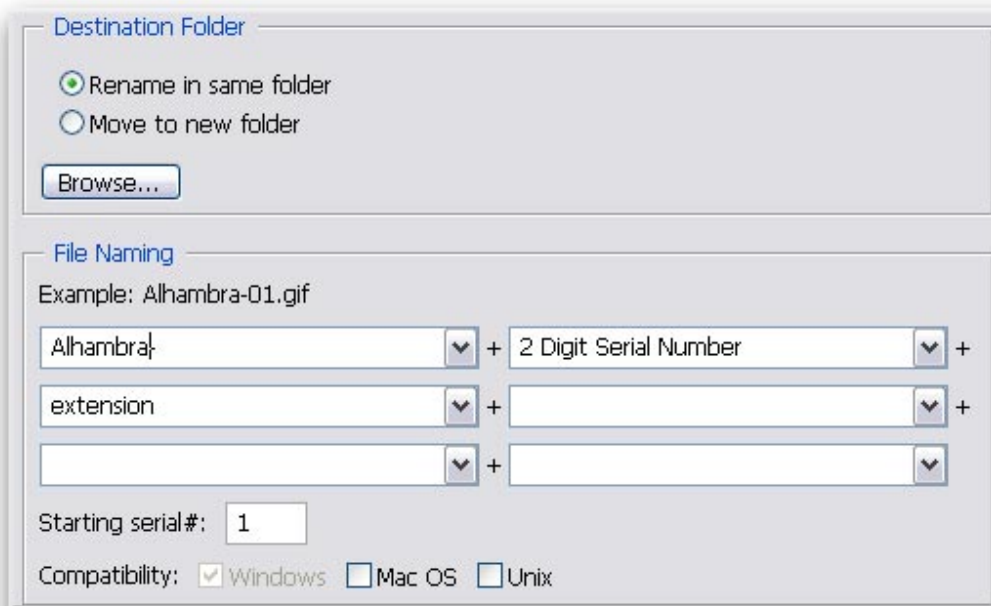 Destination Folder
Rename in same folder
Move to new folder
Browse...
File Naming
Example: Alhambra-01.gif
Alhambra- + 2 Digit Serial Number +
extension + +
+
Starting serial#: 1
Compatibility: Windows Mac OS Unix